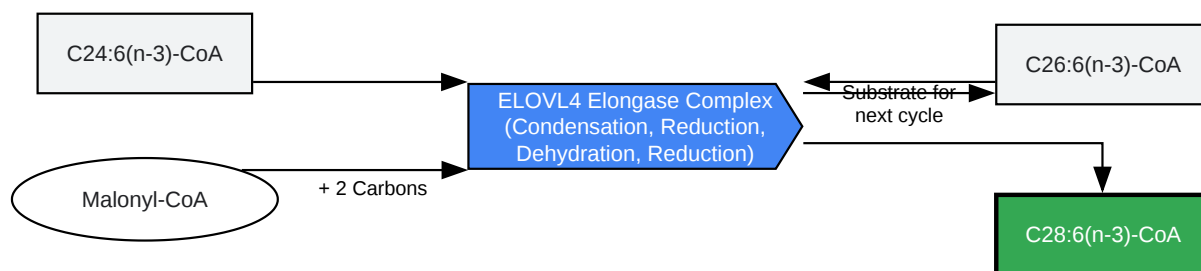 C24:6(n-3)-CoA
Malonyl-CoA
+ 2 Carbons
ELOVL4 Elongase Complex
(Condensation, Reduction,
Dehydration, Reduction)
Substrate for
next cycle
C26:6(n-3)-CoA
C28:6(n-3)-CoA